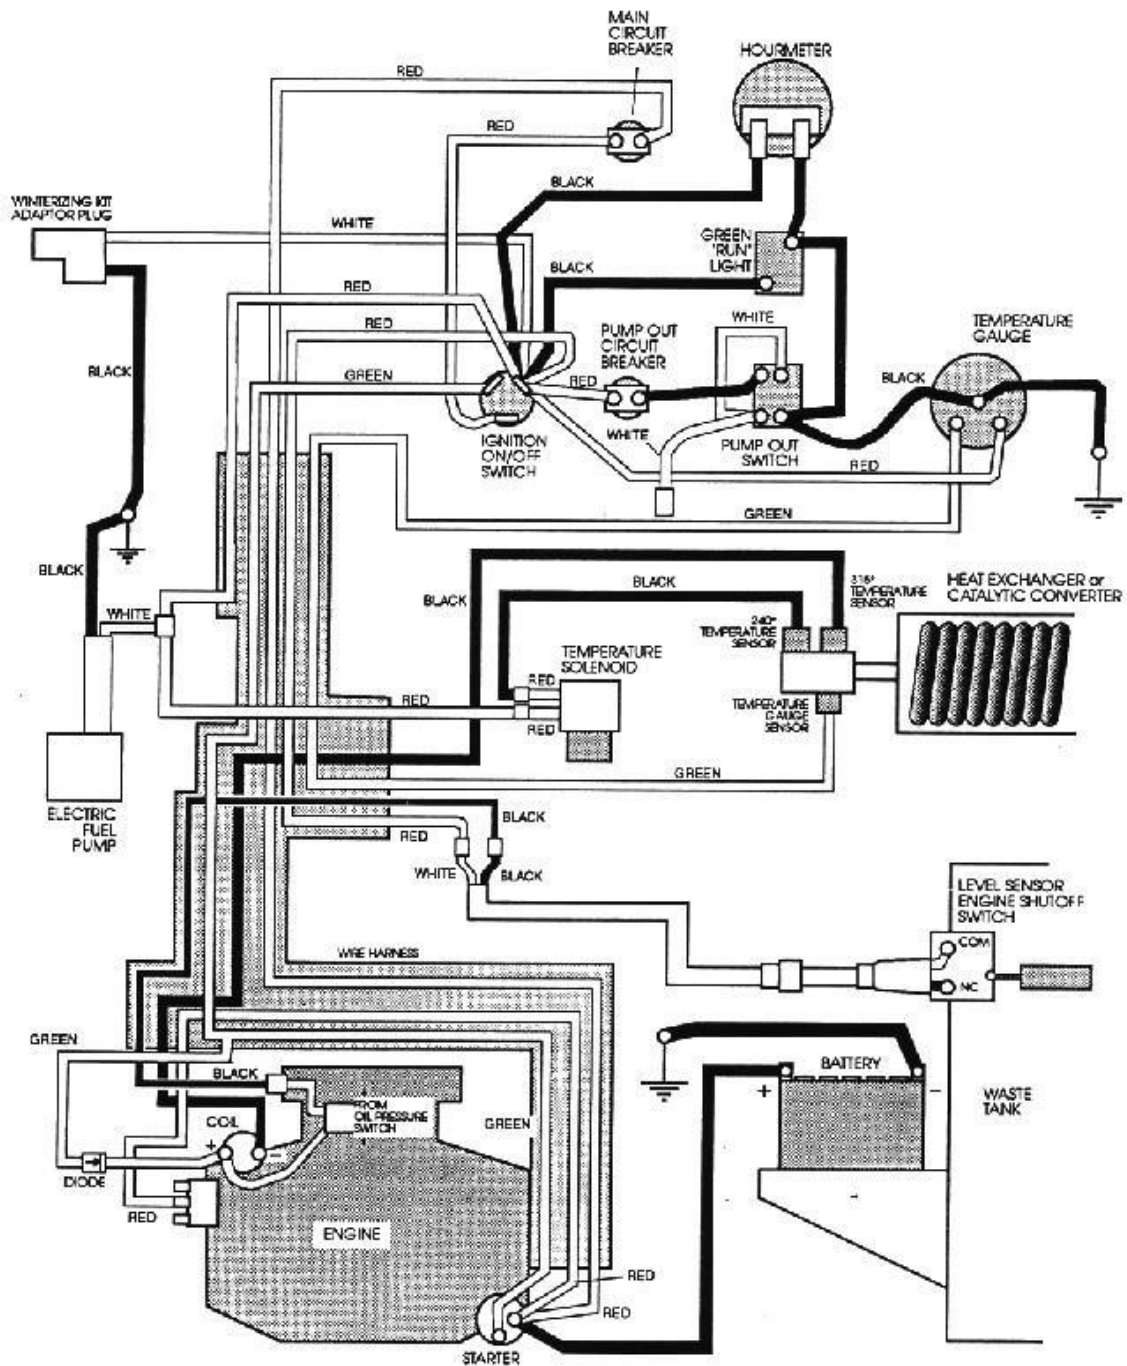 MAIN
CIRCUIT
BREAKER
HOURMETER
RED
RED
BLACK
WINTERIZING KIT
ADAPTOR PLUG
WHITE
GREEN
"RUN"
LIGHT
BLACK
RED
WHITE
RED
PUMP OUT
CIRCUIT
BREAKER
TEMPERATURE
GAUGE
BLACK
GREEN
RED
BLACK
WHITE
IGNITION
ON/OFF
SWITCH
PUMP OUT
SWITCH
RED
GREEN
BLACK
BLACK
BLACK
316°
TEMPERATURE
SENSOR
HEAT EXCHANGER or
CATALYTIC CONVERTER
WHITE
240°
TEMPERATURE
SENSOR
TEMPERATURE
SOLENOID
RED
RED
RED
TEMPERATURE
GAUGE
SENSOR
GREEN
ELECTRIC
FUEL
PUMP
BLACK
RED
WHITE
BLACK
LEVEL SENSOR
ENGINE SHUTOFF
SWITCH
COM
NC
WIRE HARNESS
GREEN
BLACK
BATTERY
+
-
WASTE
TANK
FROM
OIL PRESSURE
SWITCH
COIL
+
-
GREEN
DIODE
RED
ENGINE
RED
RED
STARTER